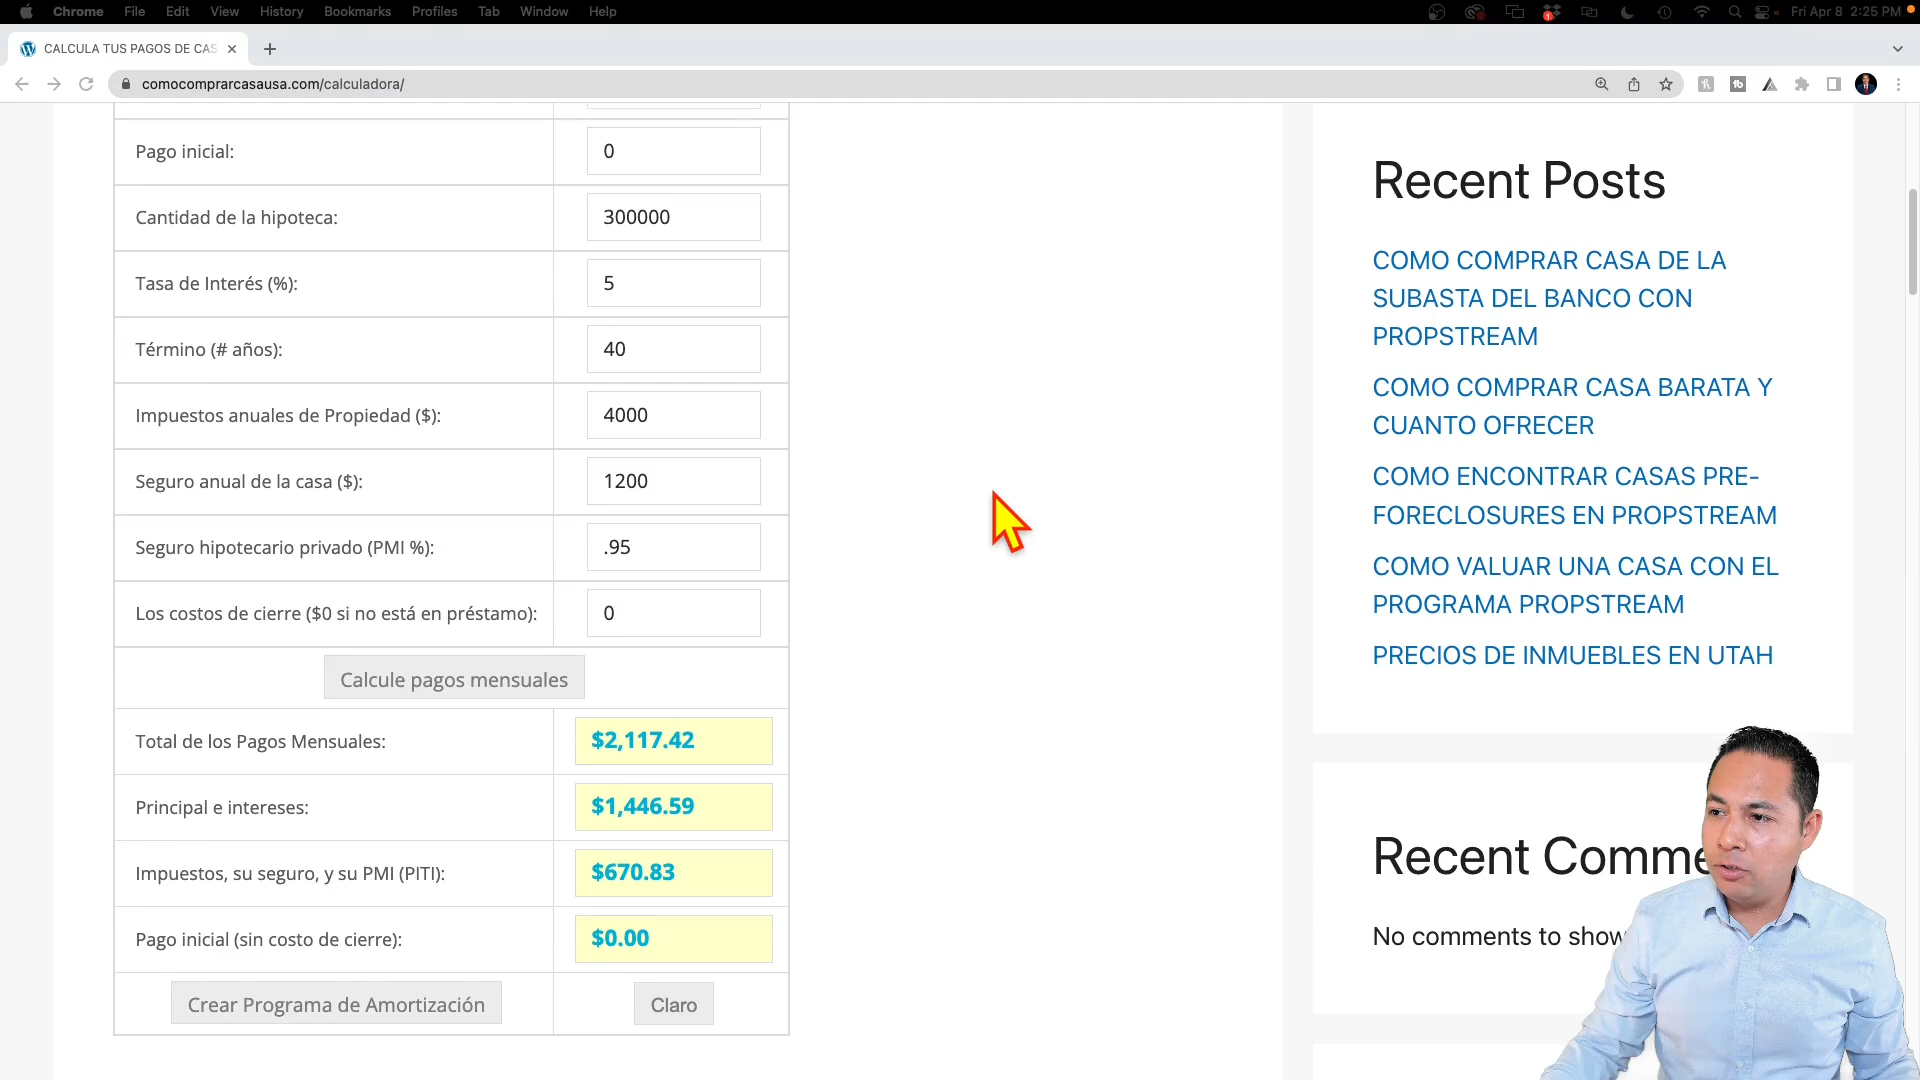 Chrome File Edit View History Bookmarks Profiles Tab Window Help
1
Fri Apr 8 2:25 PM
CALCULA TUS PAGOS DE CAS
comocomprarcasausa.com/calculadora/
Pago inicial: 0
Cantidad de la hipoteca: 300000
Tasa de Interés (%): 5
Término (# años): 40
Impuestos anuales de Propiedad ($): 4000
Seguro anual de la casa ($): 1200
Seguro hipotecario privado (PMI %): .95
Los costos de cierre ($0 si no está en préstamo): 0
Calcule pagos mensuales
Total de los Pagos Mensuales: $2,117.42
Principal e intereses: $1,446.59
Impuestos, su seguro, y su PMI (PITI): $670.83
Pago inicial (sin costo de cierre): $0.00
Crear Programa de Amortización Claro
Recent Posts
COMO COMPRAR CASA DE LA
SUBASTA DEL BANCO CON
PROPSTREAM
COMO COMPRAR CASA BARATA Y
CUANTO OFRECER
COMO ENCONTRAR CASAS PRE-
FORECLOSURES EN PROPSTREAM
COMO VALUAR UNA CASA CON EL
PROGRAMA PROPSTREAM
PRECIOS DE INMUEBLES EN UTAH
Recent Comme
No comments to show